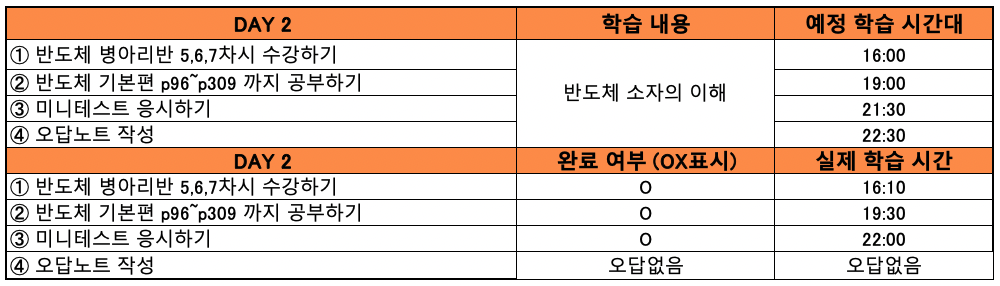 DAY 2 학습 내용 예정 학습 시간대
① 반도체 병아리반 5,6,7차시 수강하기 16:00
② 반도체 기본편 p96~p309 까지 공부하기 19:00
반도체 소자의 이해
③ 미니테스트 응시하기 21:30
④ 오답노트 작성 22:30
DAY 2 완료 여부 (OX표시) 실제 학습 시간
① 반도체 병아리반 5,6,7차시 수강하기 O 16:10
② 반도체 기본편 p96~p309 까지 공부하기 O 19:30
③ 미니테스트 응시하기 O 22:00
④ 오답노트 작성 오답없음 오답없음